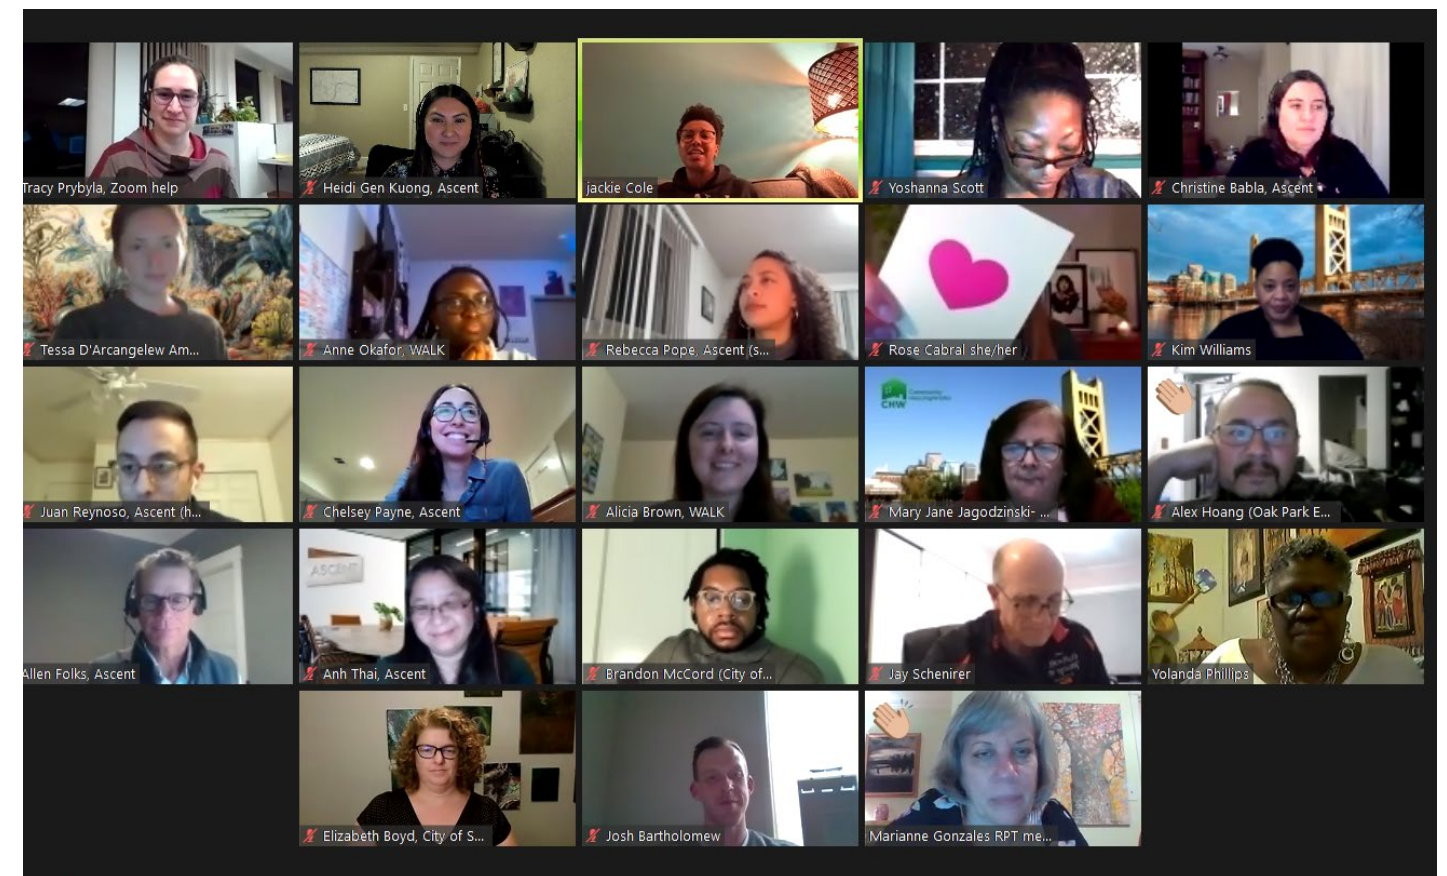 Tracy Prybyla, Zoom help
Heidi Gen Kuong, Ascent
jackie Cole
Yoshanna Scott
Christine Babla, Ascent
Tessa D'Arcangelew Am...
Anne Okafor, WALK
Rebecca Pope, Ascent (s...
Rose Cabral she/her
Kim Williams
Juan Reynoso, Ascent (h...
Chelsey Payne, Ascent
Alicia Brown, WALK
CHW
Mary Jane Jagodzinski- ...
Alex Hoang (Oak Park E...
Allen Folks, Ascent
ASCENT
Anh Thai, Ascent
Brandon McCord (City of...
Jay Schenirer
Yolanda Phillips
Elizabeth Boyd, City of S...
Josh Bartholomew
Marianne Gonzales RPT me...